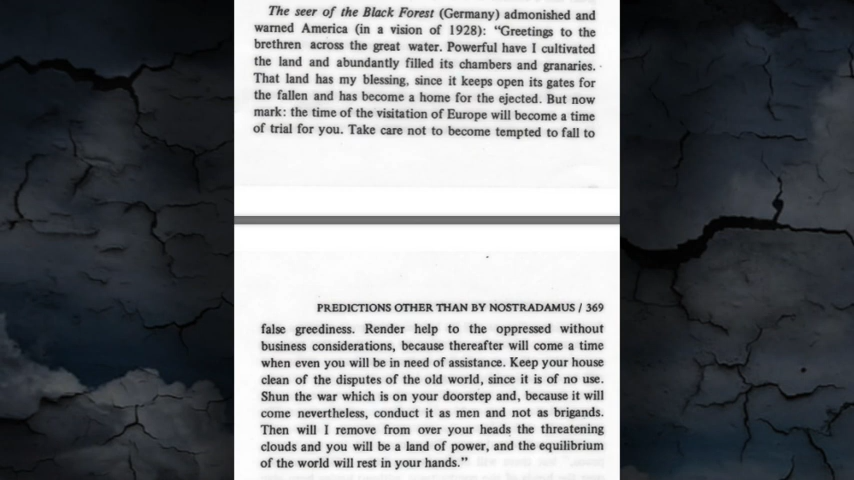 The seer of the Black Forest (Germany) admonished and
warned America (in a vision of 1928): “Greetings to the
brethren across the great water. Powerful have I cultivated
the land and abundantly filled its chambers and granaries.
That land has my blessing, since it keeps open its gates for
the fallen and has become a home for the ejected. But now
mark: the time of the visitation of Europe will become a time
of trial for you. Take care not to become tempted to fall to
PREDICTIONS OTHER THAN BY NOSTRADAMUS / 369
false greediness. Render help to the oppressed without
business considerations, because thereafter will come a time
when even you will be in need of assistance. Keep your house
clean of the disputes of the old world, since it is of no use.
Shun the war which is on your doorstep and, because it will
come nevertheless, conduct it as men and not as brigands.
Then will I remove from over your heads the threatening
clouds and you will be a land of power, and the equilibrium
of the world will rest in your hands.”